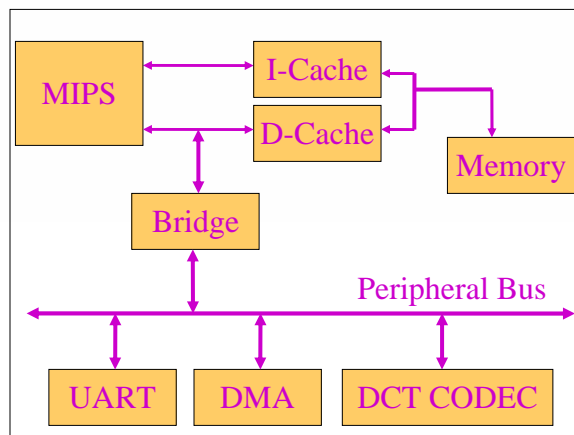 I-Cache
MIPS
D-Cache
Memory
Bridge
Peripheral Bus
UART
DMA
DCT CODEC